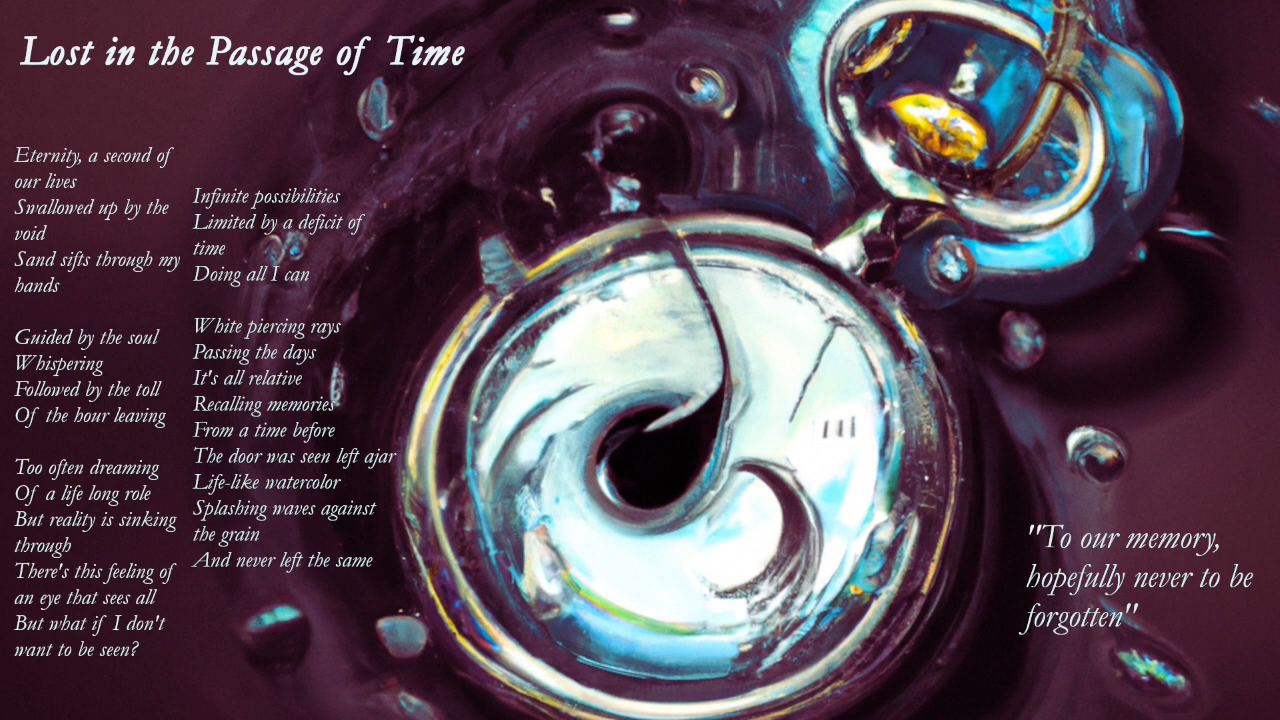 Lost in the Passage of Time
Eternity, a second of
our lives
Swallowed up by the
void
Sand sifts through my
hands
Guided by the soul
Whispering
Followed by the toll
Of the hour leaving
Too often dreaming
Of a life long role
But reality is sinking
through
There's this feeling of
an eye that sees all
But what if I don't
want to be seen?
Infinite possibilities
Limited by a deficit of
time
Doing all I can
White piercing rays
Passing the days
It's all relative
Recalling memories
From a time before
The door was seen left ajar
Life-like watercolor
Splashing waves against
the grain
And never left the same
"To our memory,
hopefully never to be
forgotten"